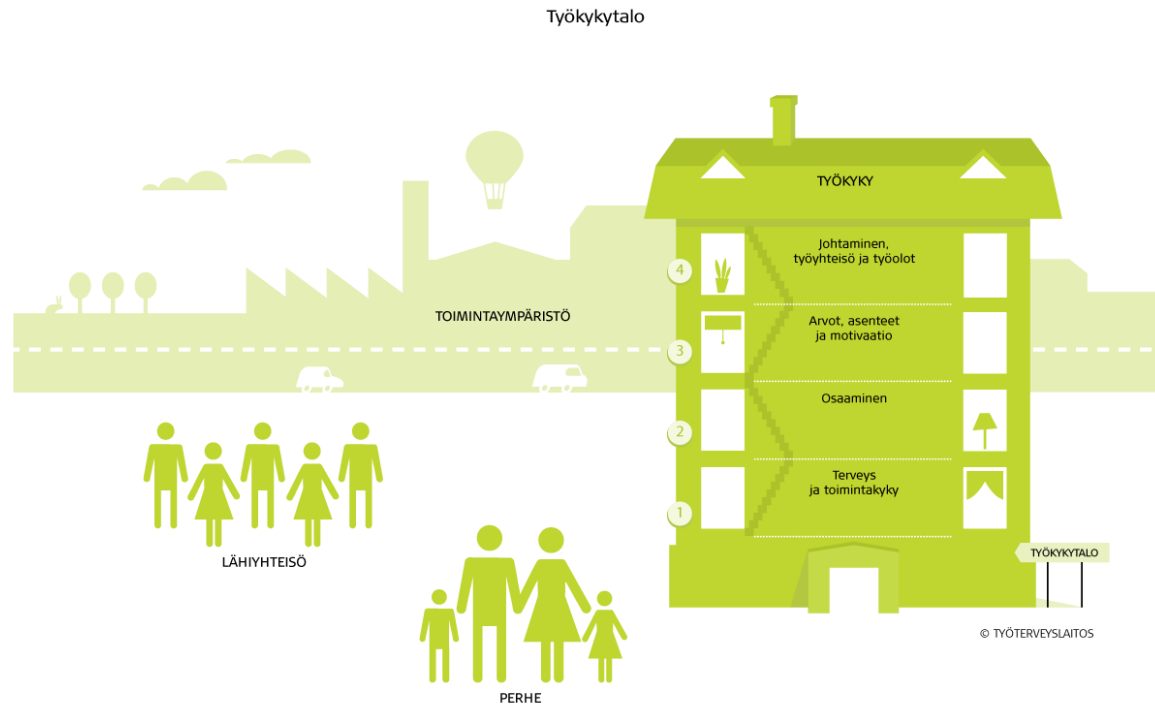 Työkykytalo
TYÖKYKY
4
Johtaminen,
työyhteisö ja työolot
3
Arvot, asenteet
ja motivaatio
2
Osaaminen
1
Terveys
ja toimintakyky
TOIMINTAYMPÄRISTÖ
LÄHIYHTEISÖ
PERHE
TYÖKYKYTALO
© TYÖTERVEYSLAITOS